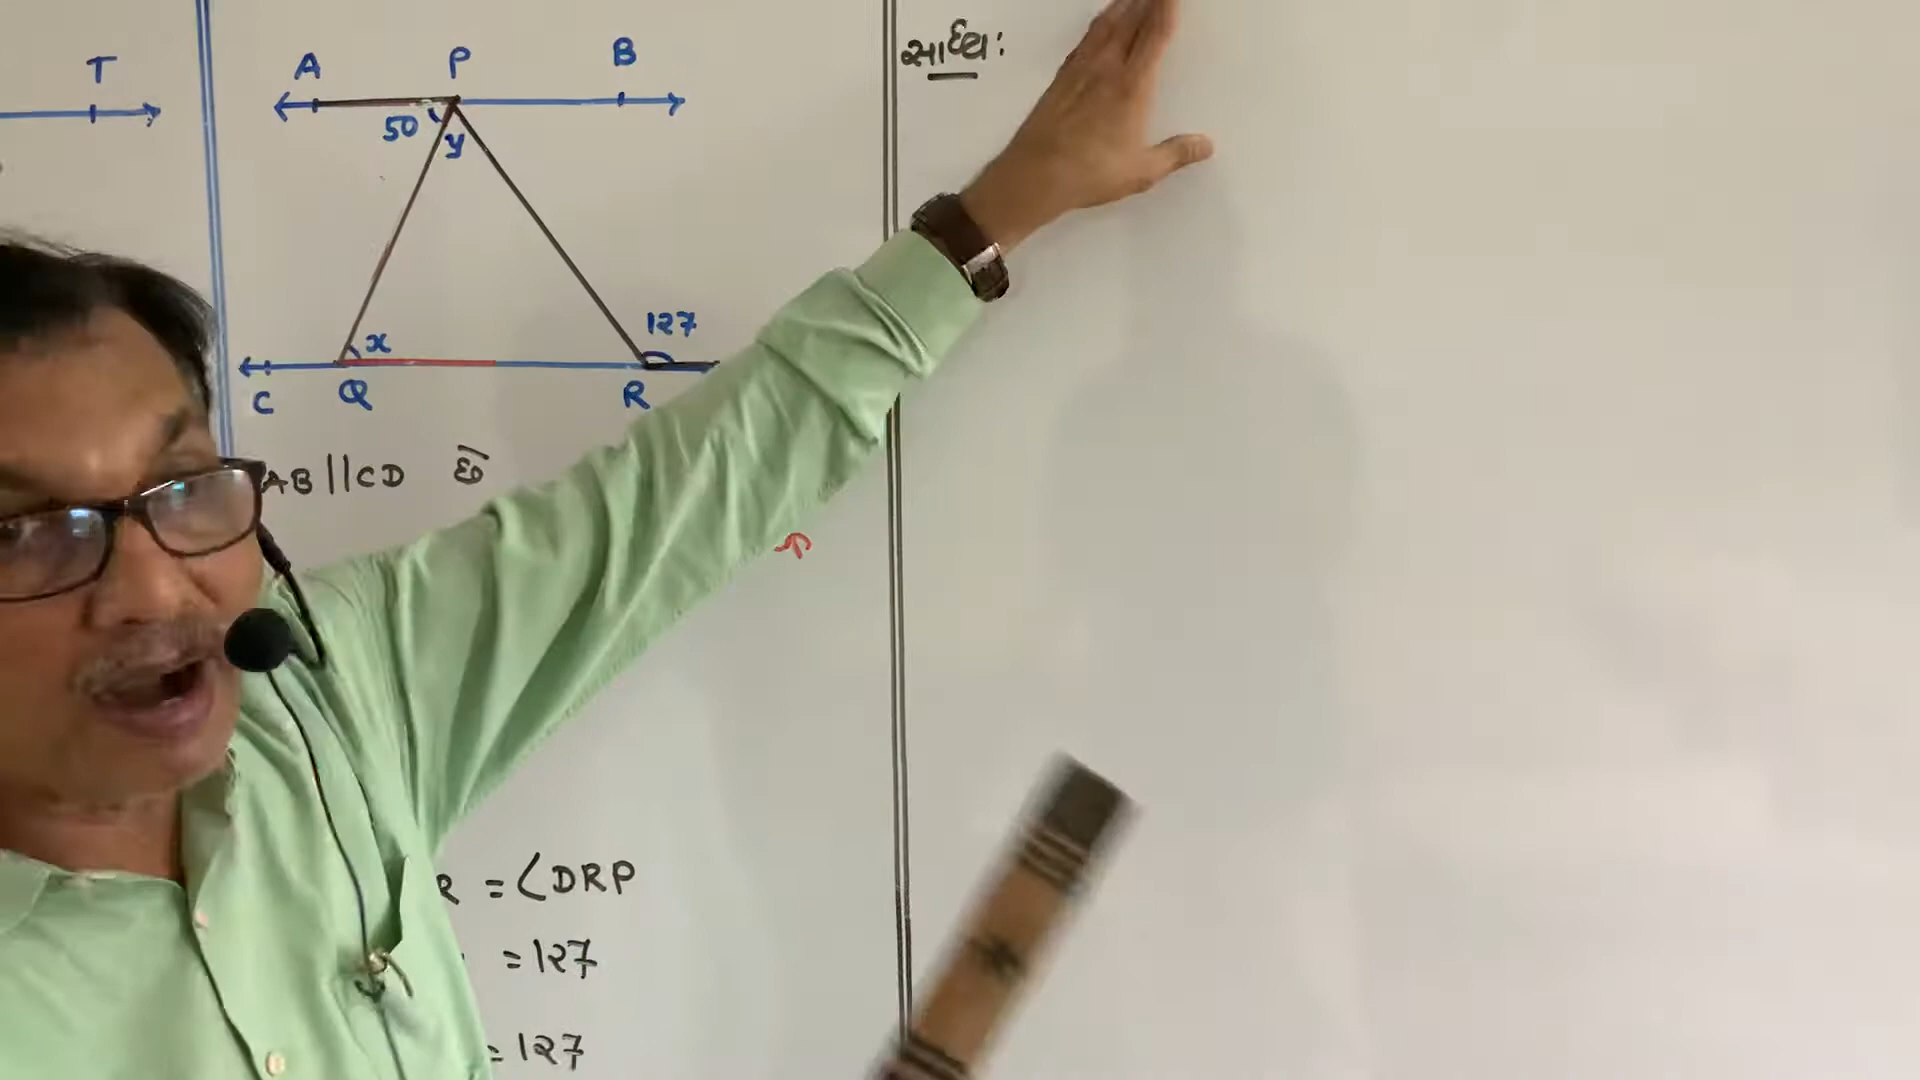 T
A P B
50
y
x
127
C Q R
AB||CD છે
R = ∠DRP
= 127
= 127
સાધ્ય: